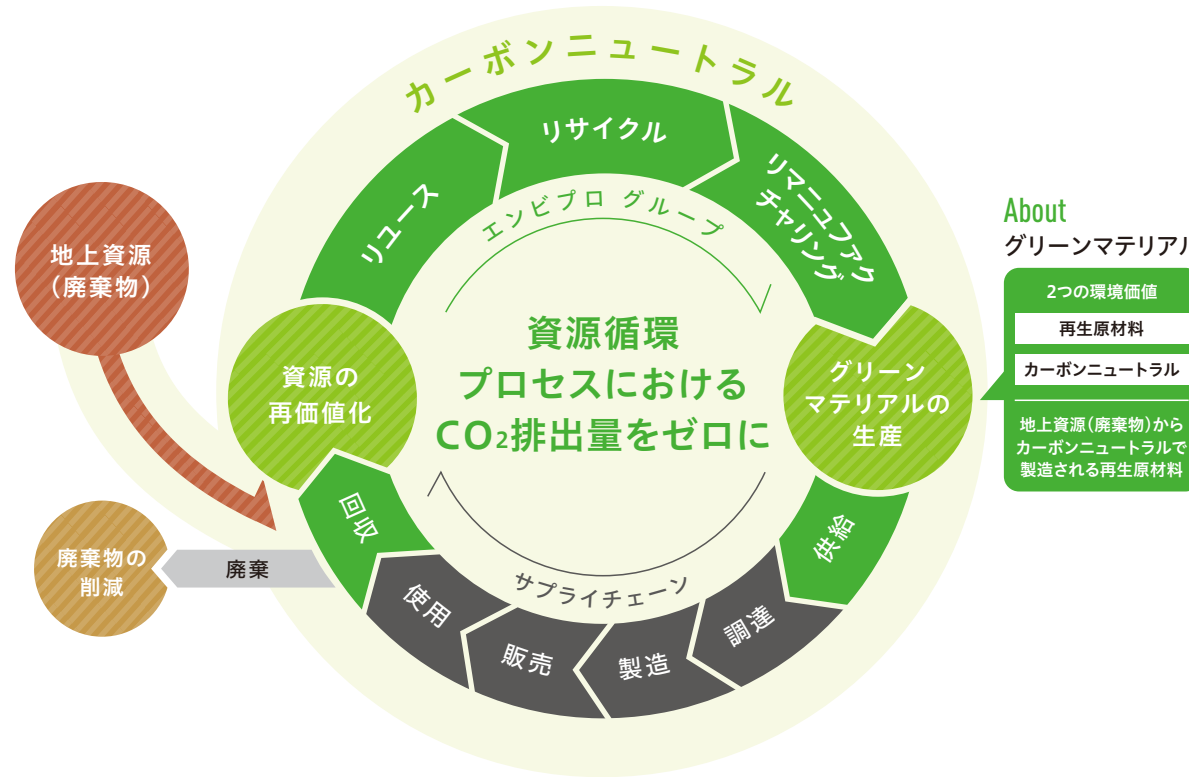 カーボンニュートラル
リユース
リサイクル
リマニュファク
チャリング
エンビプロ グループ
地上資源
（廃棄物）
資源の
再価値化
資源循環
プロセスにおける
CO₂排出量をゼロに
グリーン
マテリアルの
生産
About
グリーンマテリアル
2つの環境価値
再生原材料
カーボンニュートラル
地上資源（廃棄物）から
カーボンニュートラルで
製造される再生原材料
回収
供給
廃棄物の
削減
廃棄
サプライチェーン
使用
販売
製造
調達